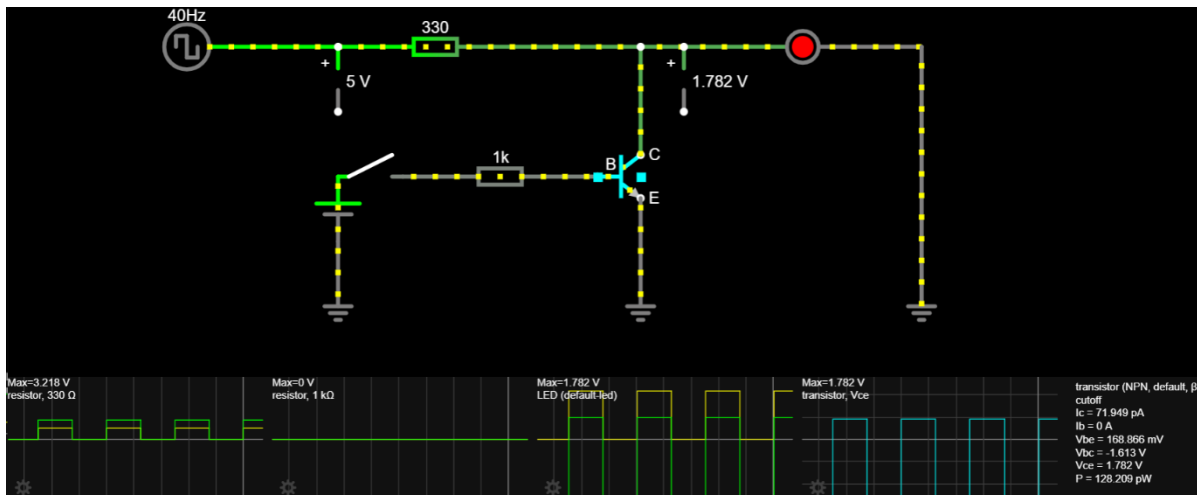 40Hz
330
+
5 V
+
1.782 V
1k
B
C
E
Max=3.218 V
resistor, 330 Ω
Max=0 V
resistor, 1 kΩ
Max=1.782 V
LED (default-led)
Max=1.782 V
transistor, Vce
transistor (NPN, default, β
cutoff
Ic = 71.949 pA
Ib = 0 A
Vbe = 168.866 mV
Vbc = -1.613 V
Vce = 1.782 V
P = 128.209 pW